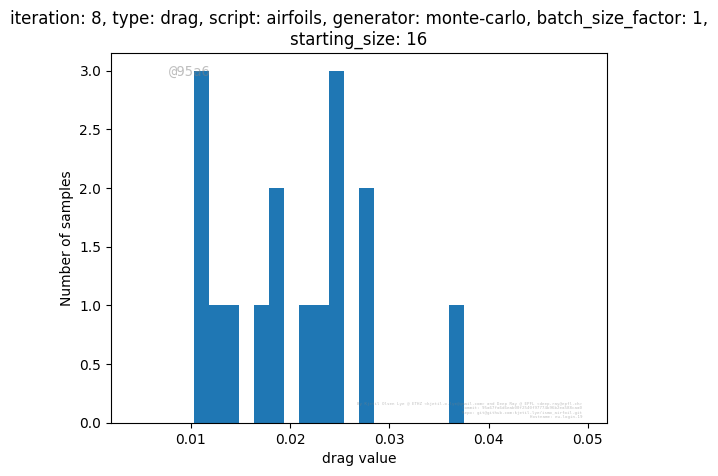 iteration: 8, type: drag, script: airfoils, generator: monte-carlo, batch_size_factor: 1,
starting_size: 16
@95a6
3.0
2.5
2.0
1.5
1.0
0.5
0.0
Number of samples
0.01
0.02
0.03
0.04
0.05
drag value